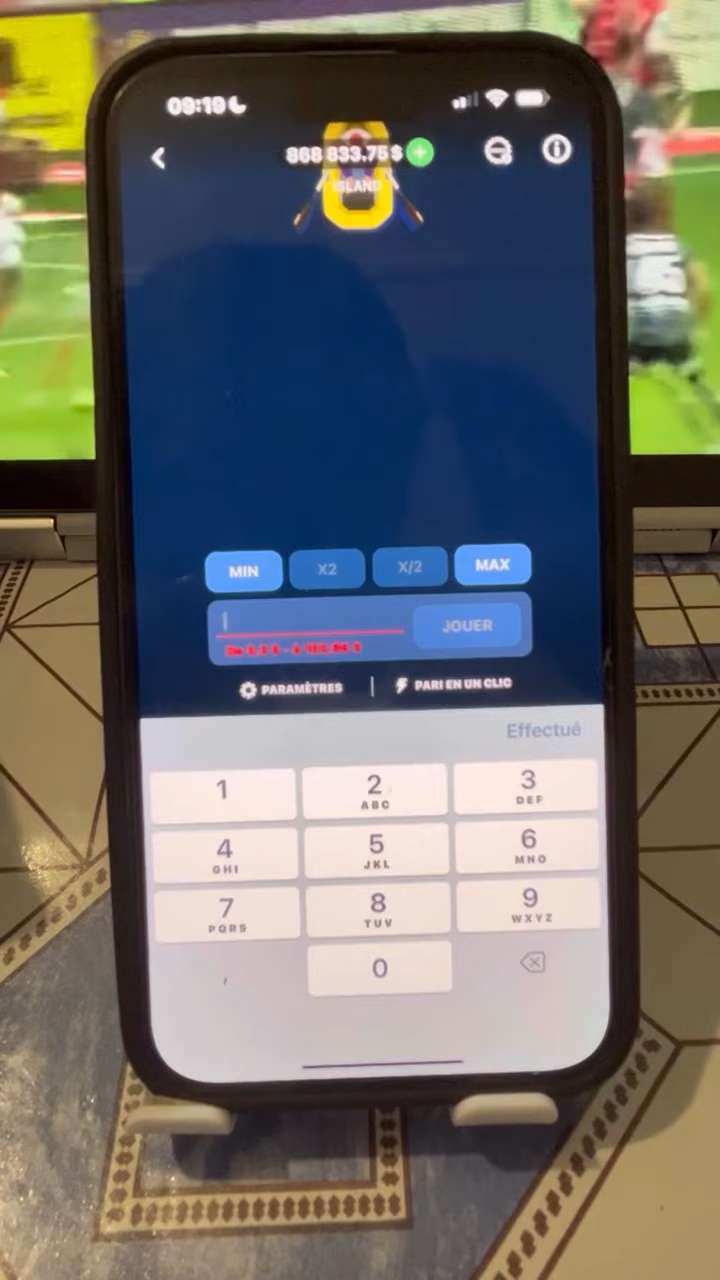 09:19
868 833.75 $
ISLAND
MIN X2 X/2 MAX
JOUER
PARAMÈTRES | PARI EN UN CLIC
Effectué
1
2 ABC
3 DEF
4 GHI
5 JKL
6 MNO
7 PQRS
8 TUV
9 WXYZ
, 0